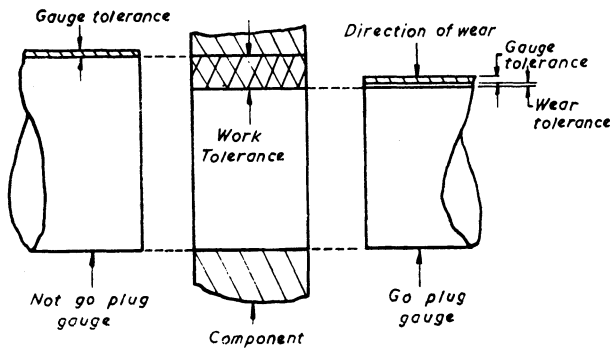 Gauge tolerance
Direction of wear
Gauge
tolerance
Wear
tolerance
Work
Tolerance
Not go plug
gauge
Component
Go plug
gauge